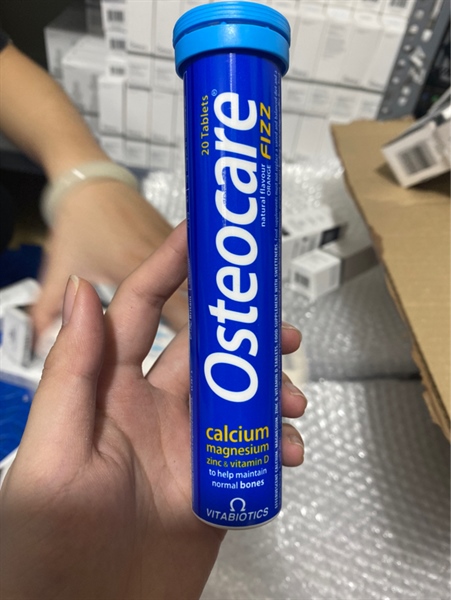 20 Tablets
Osteocare®
FIZZ
natural flavour
ORANGE
calcium
magnesium
zinc & vitamin D
to help maintain
normal bones
VITABIOTICS